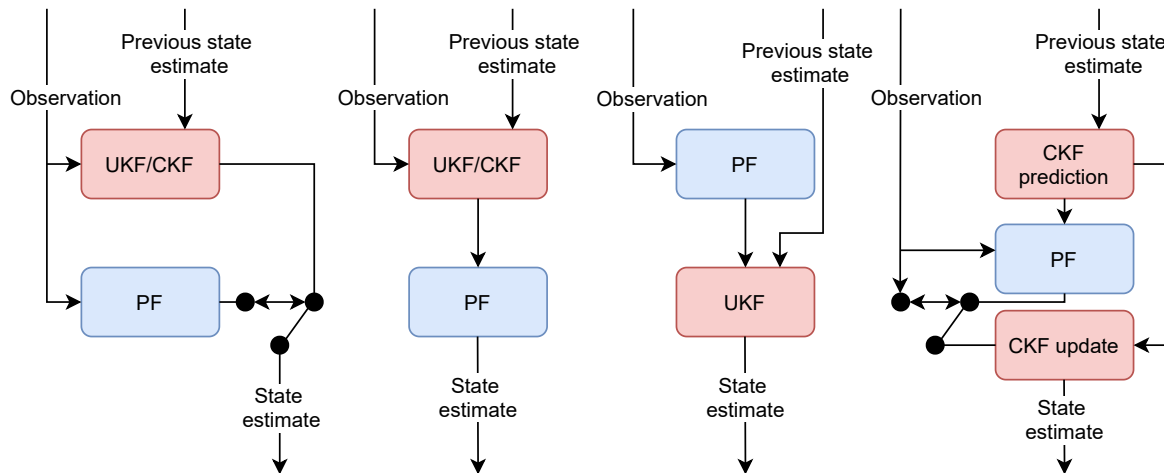 Previous state
estimate
Observation
UKF/CKF
PF
State
estimate
Previous state
estimate
Observation
UKF/CKF
PF
State
estimate
Previous state
estimate
Observation
PF
UKF
State
estimate
Previous state
estimate
Observation
CKF
prediction
PF
CKF update
State
estimate